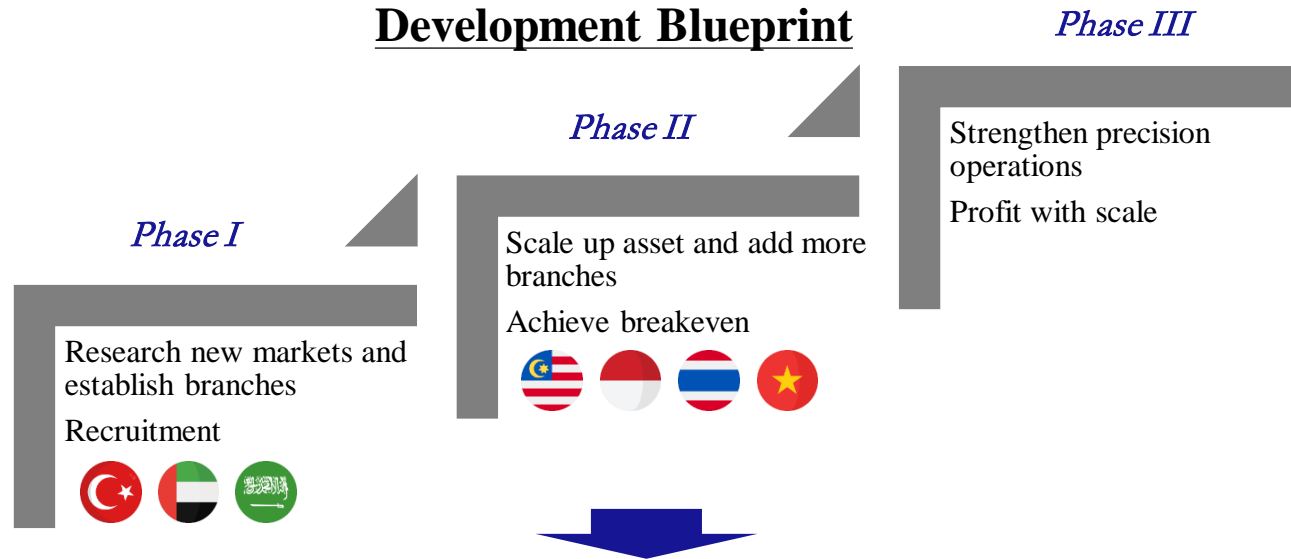 Development Blueprint
Phase I
Research new markets and
establish branches
Recruitment
Phase II
Scale up asset and add more
branches
Achieve breakeven
Phase III
Strengthen precision
operations
Profit with scale